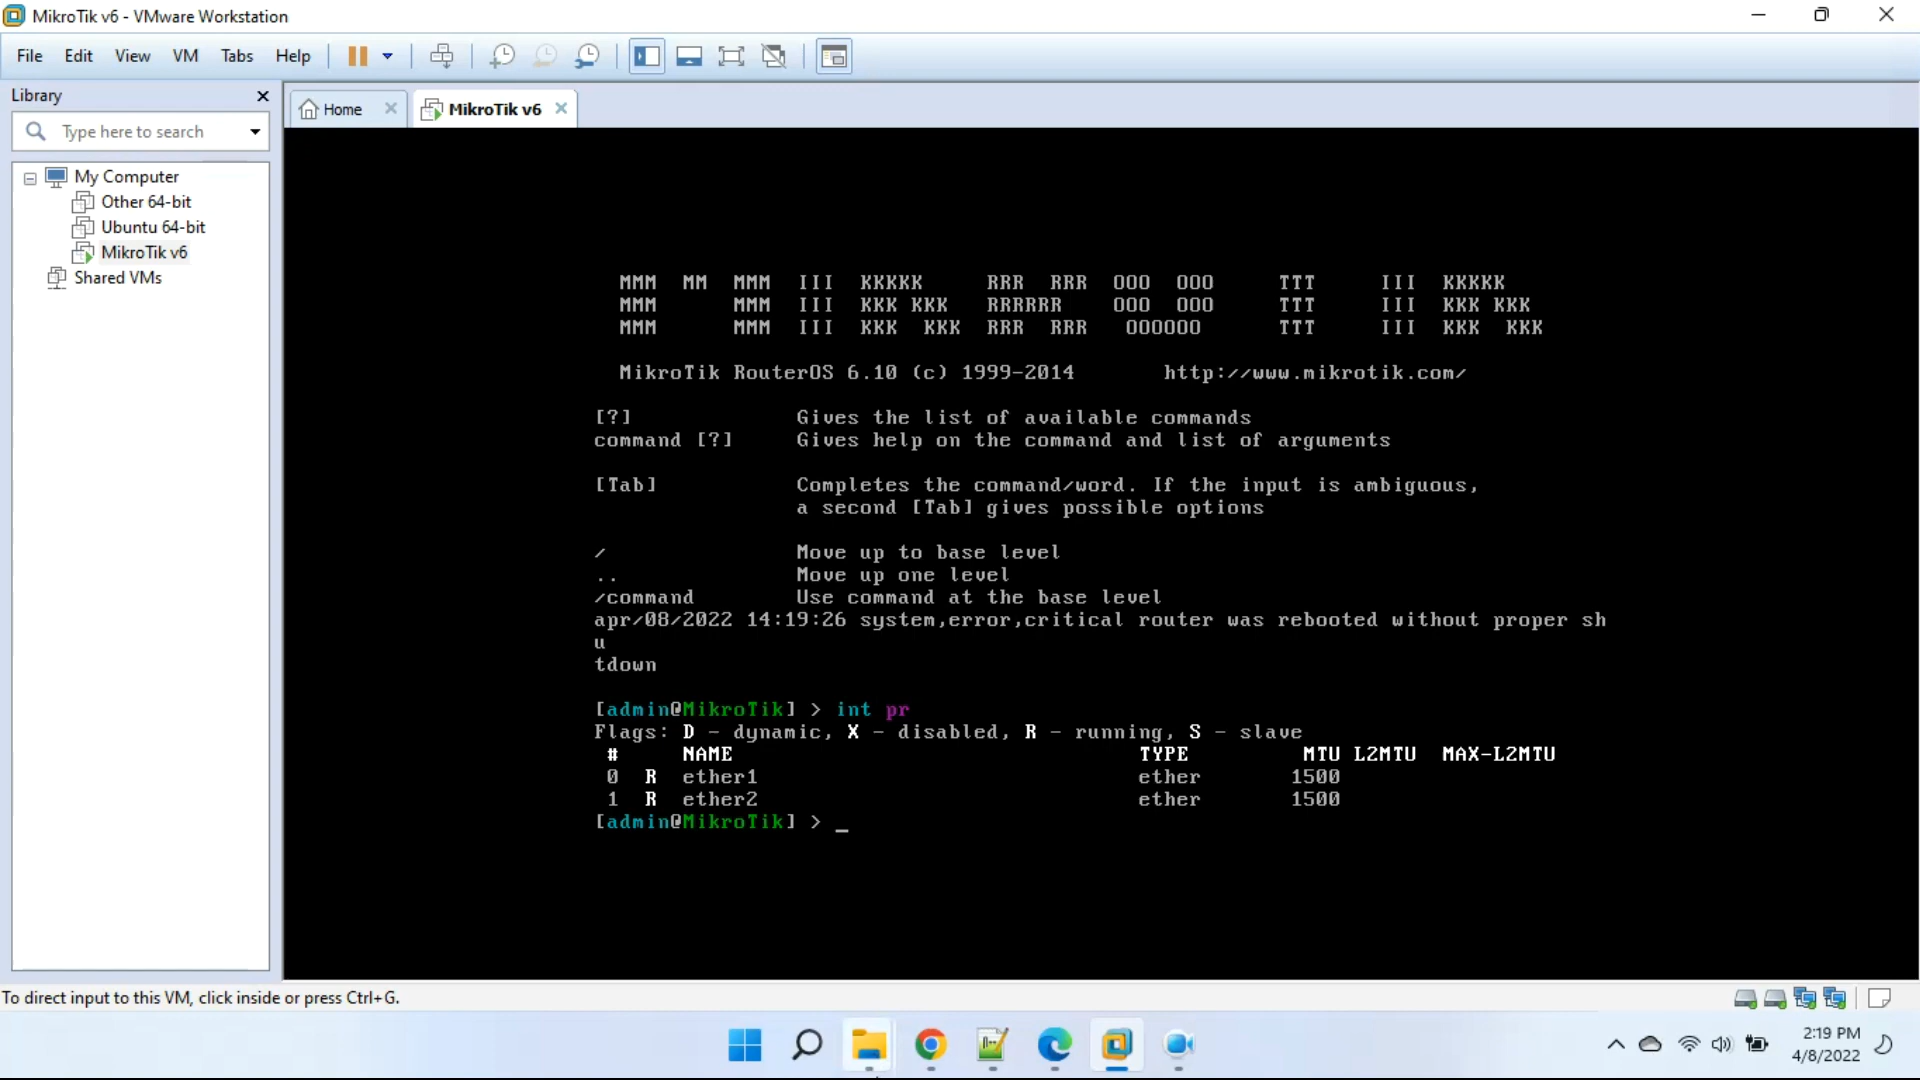 MikroTik v6 - VMware Workstation
File Edit View VM Tabs Help
Library
Type here to search
My Computer
Other 64-bit
Ubuntu 64-bit
MikroTik v6
Shared VMs
Home MikroTik v6
MMM MM MMM III KKKKK RRR RRR OOO OOO TTT III KKKKK
MMM MMM III KKK KKK RRRRRR OOO OOO TTT III KKK KKK
MMM MMM III KKK KKK RRR RRR OOOOOO TTT III KKK KKK
MikroTik RouterOS 6.10 (c) 1999-2014 http://www.mikrotik.com/
[?] Gives the list of available commands
command [?] Gives help on the command and list of arguments
[Tab] Completes the command/word. If the input is ambiguous,
a second [Tab] gives possible options
/ Move up to base level
.. Move up one level
/command Use command at the base level
apr/08/2022 14:19:26 system,error,critical router was rebooted without proper sh
u
tdown
[admin@MikroTik] > int pr
Flags: D - dynamic, X - disabled, R - running, S - slave
# NAME TYPE MTU L2MTU MAX-L2MTU
0 R ether1 ether 1500
1 R ether2 ether 1500
[admin@MikroTik] > _
To direct input to this VM, click inside or press Ctrl+G.
2:19 PM
4/8/2022